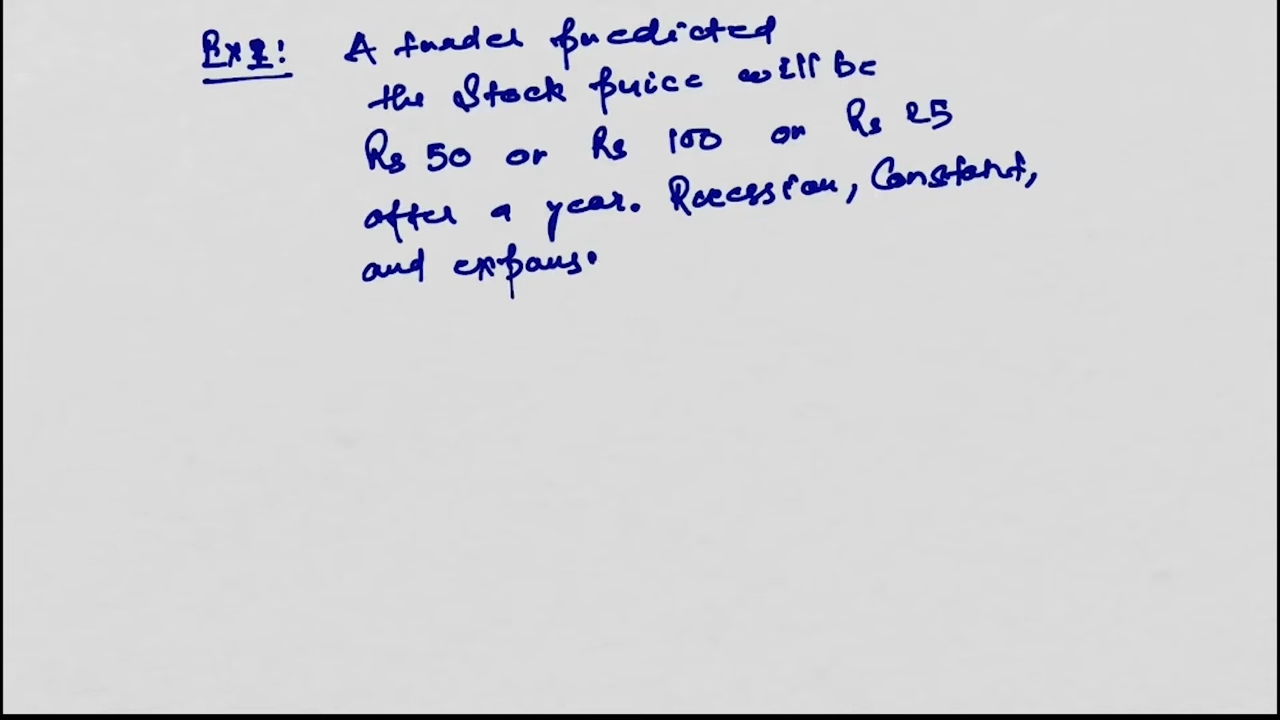 Ex 1: A trader predicted
the Stock price will be
Rs 50 or Rs 100 or Rs 25
after a year. Recession, Constant,
and expans.